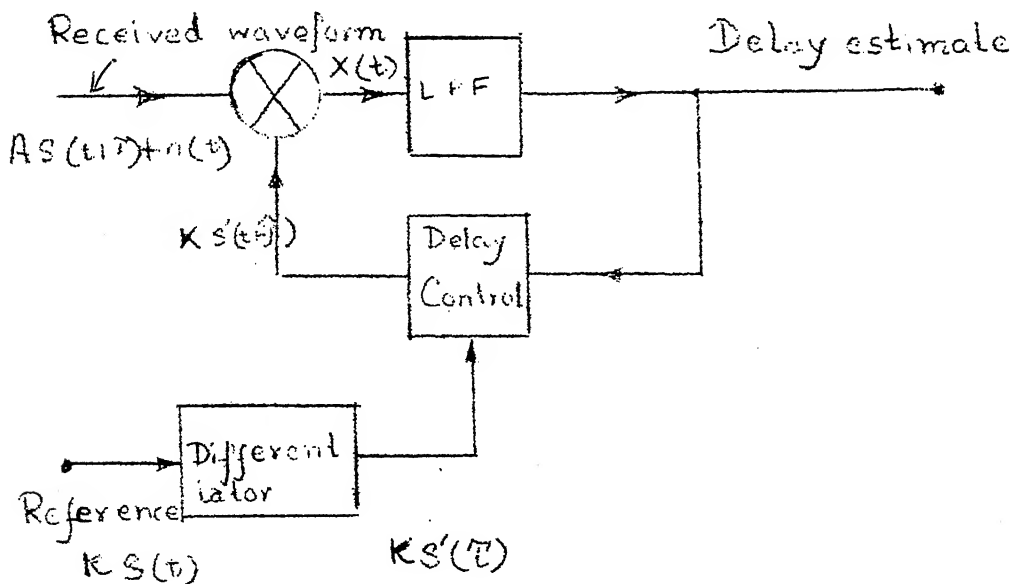 Received waveform
Delay estimate
X(t)
LPF
AS(t,T)+n(t)
KS'(t-T̂)
Delay
Control
Different
iator
Reference
KS(t)
KS'(τ)